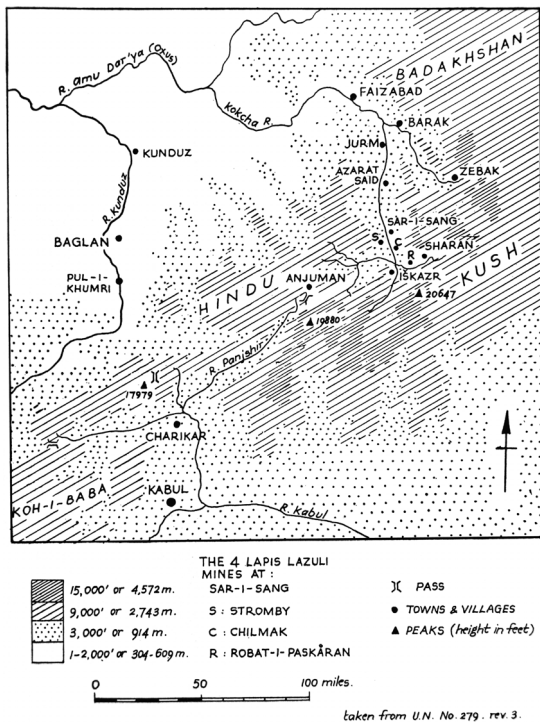 BADAKHSHAN
R. Amu Dar'ya (Oxus)
Kokcha R.
FAIZABAD
BARAK
JURM
KUNDUZ
ZEBAK
AZARAT
SAID
R. Kunduz
SAR-I-SANG
S
C
SHARAN
R
BAGLAN
ISKAZR
PUL-I-
KHUMRI
ANJUMAN
HINDU
KUSH
20647
19880
R. Panjshir
17979
CHARIKAR
KOH-I-BABA
KABUL
R. Kabul
THE 4 LAPIS LAZULI
MINES AT:
15,000' or 4,572m.
SAR-I-SANG
PASS
9,000' or 2,743m.
S : STROMBY
TOWNS & VILLAGES
3,000' or 914m.
C : CHILMAK
PEAKS (height in feet)
1-2,000' or 304-609m.
R : ROBAT-I-PASKÅRAN
0 50 100 miles.
taken from U.N. No. 279. rev. 3.